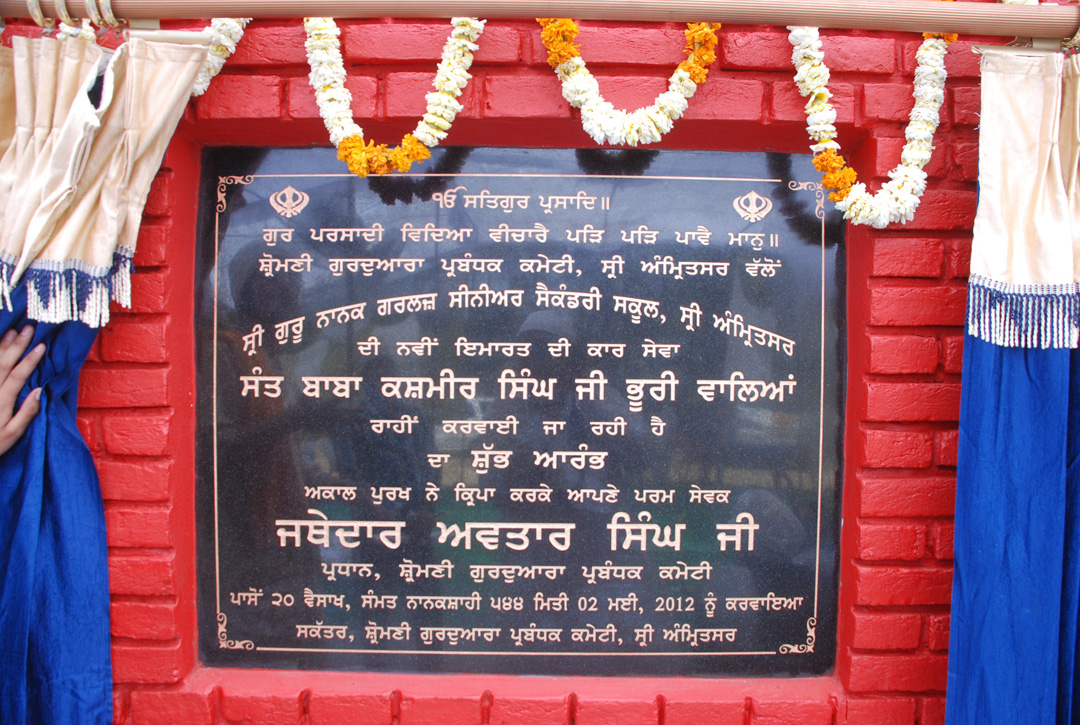 ੴ ਸਤਿਗੁਰ ਪ੍ਰਸਾਦਿ॥
ਗੁਰ ਪਰਸਾਦੀ ਵਿਦਿਆ ਵੀਚਾਰੈ ਪੜਿ ਪੜਿ ਪਾਵੈ ਮਾਨੁ॥
ਸ਼੍ਰੋਮਣੀ ਗੁਰਦੁਆਰਾ ਪ੍ਰਬੰਧਕ ਕਮੇਟੀ, ਸ਼੍ਰੀ ਅੰਮ੍ਰਿਤਸਰ ਵੱਲੋਂ
ਸ਼੍ਰੀ ਗੁਰੂ ਨਾਨਕ ਗਰਲਜ਼ ਸੀਨੀਅਰ ਸੈਕੰਡਰੀ ਸਕੂਲ, ਸ਼੍ਰੀ ਅੰਮ੍ਰਿਤਸਰ
ਦੀ ਨਵੀਂ ਇਮਾਰਤ ਦੀ ਕਾਰ ਸੇਵਾ
ਸੰਤ ਬਾਬਾ ਕਸ਼ਮੀਰ ਸਿੰਘ ਜੀ ਭੂਰੀ ਵਾਲਿਆਂ
ਰਾਹੀਂ ਕਰਵਾਈ ਜਾ ਰਹੀ ਹੈ
ਦਾ ਸ਼ੁੱਭ ਆਰੰਭ
ਅਕਾਲ ਪੁਰਖ ਨੇ ਕ੍ਰਿਪਾ ਕਰਕੇ ਆਪਣੇ ਪਰਮ ਸੇਵਕ
ਜਥੇਦਾਰ ਅਵਤਾਰ ਸਿੰਘ ਜੀ
ਪ੍ਰਧਾਨ, ਸ਼੍ਰੋਮਣੀ ਗੁਰਦੁਆਰਾ ਪ੍ਰਬੰਧਕ ਕਮੇਟੀ
ਪਾਸੋਂ ੨੦ ਵੈਸਾਖ, ਸੰਮਤ ਨਾਨਕਸ਼ਾਹੀ ੫੪੪ ਮਿਤੀ 02 ਮਈ, 2012 ਨੂੰ ਕਰਵਾਇਆ
ਸਕੱਤਰ, ਸ਼੍ਰੋਮਣੀ ਗੁਰਦੁਆਰਾ ਪ੍ਰਬੰਧਕ ਕਮੇਟੀ, ਸ਼੍ਰੀ ਅੰਮ੍ਰਿਤਸਰ